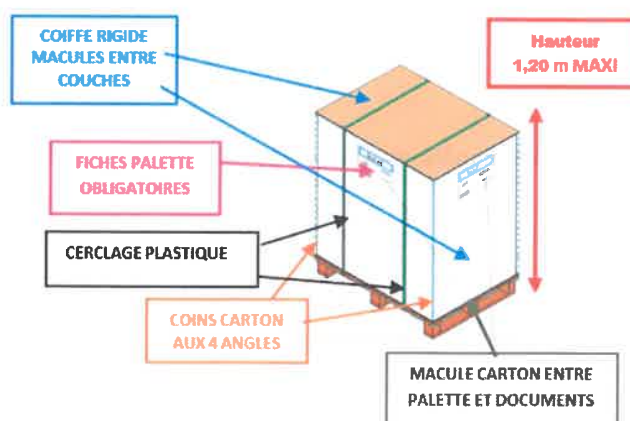 COIFFE RIGIDE
MACULES ENTRE
COUCHES
Hauteur
1,20 m MAXI
FICHES PALETTE
OBLIGATOIRES
CERCLAGE PLASTIQUE
COINS CARTON
AUX 4 ANGLES
MACULE CARTON ENTRE
PALETTE ET DOCUMENTS